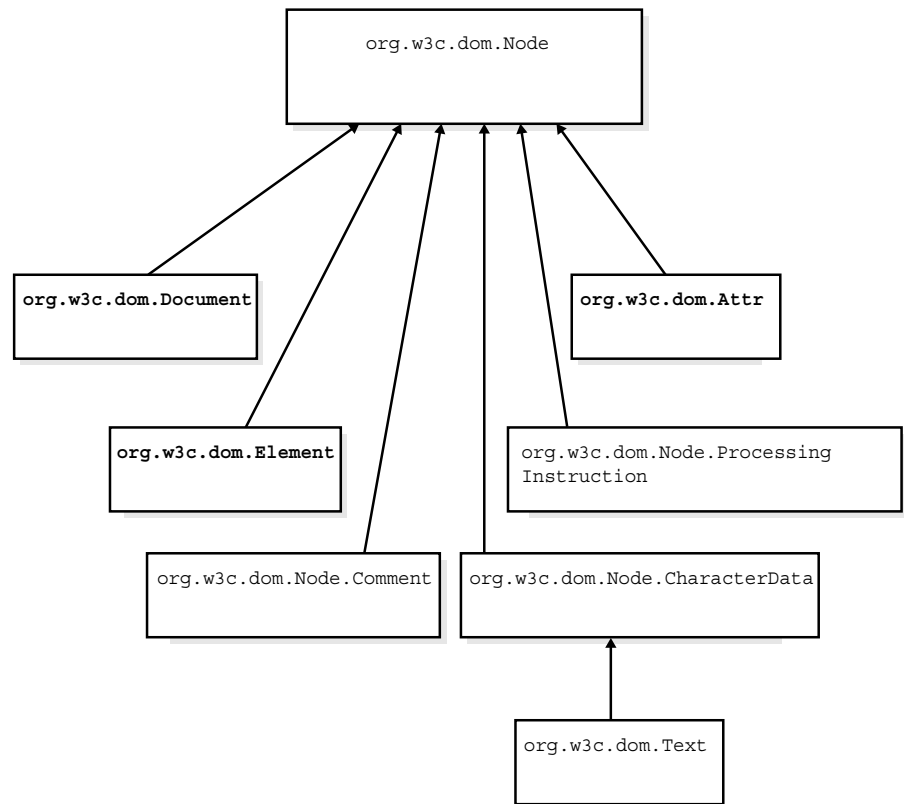 org.w3c.dom.Node
org.w3c.dom.Document
org.w3c.dom.Attr
org.w3c.dom.Element
org.w3c.dom.Node.Processing
Instruction
org.w3c.dom.Node.Comment
org.w3c.dom.Node.CharacterData
org.w3c.dom.Text